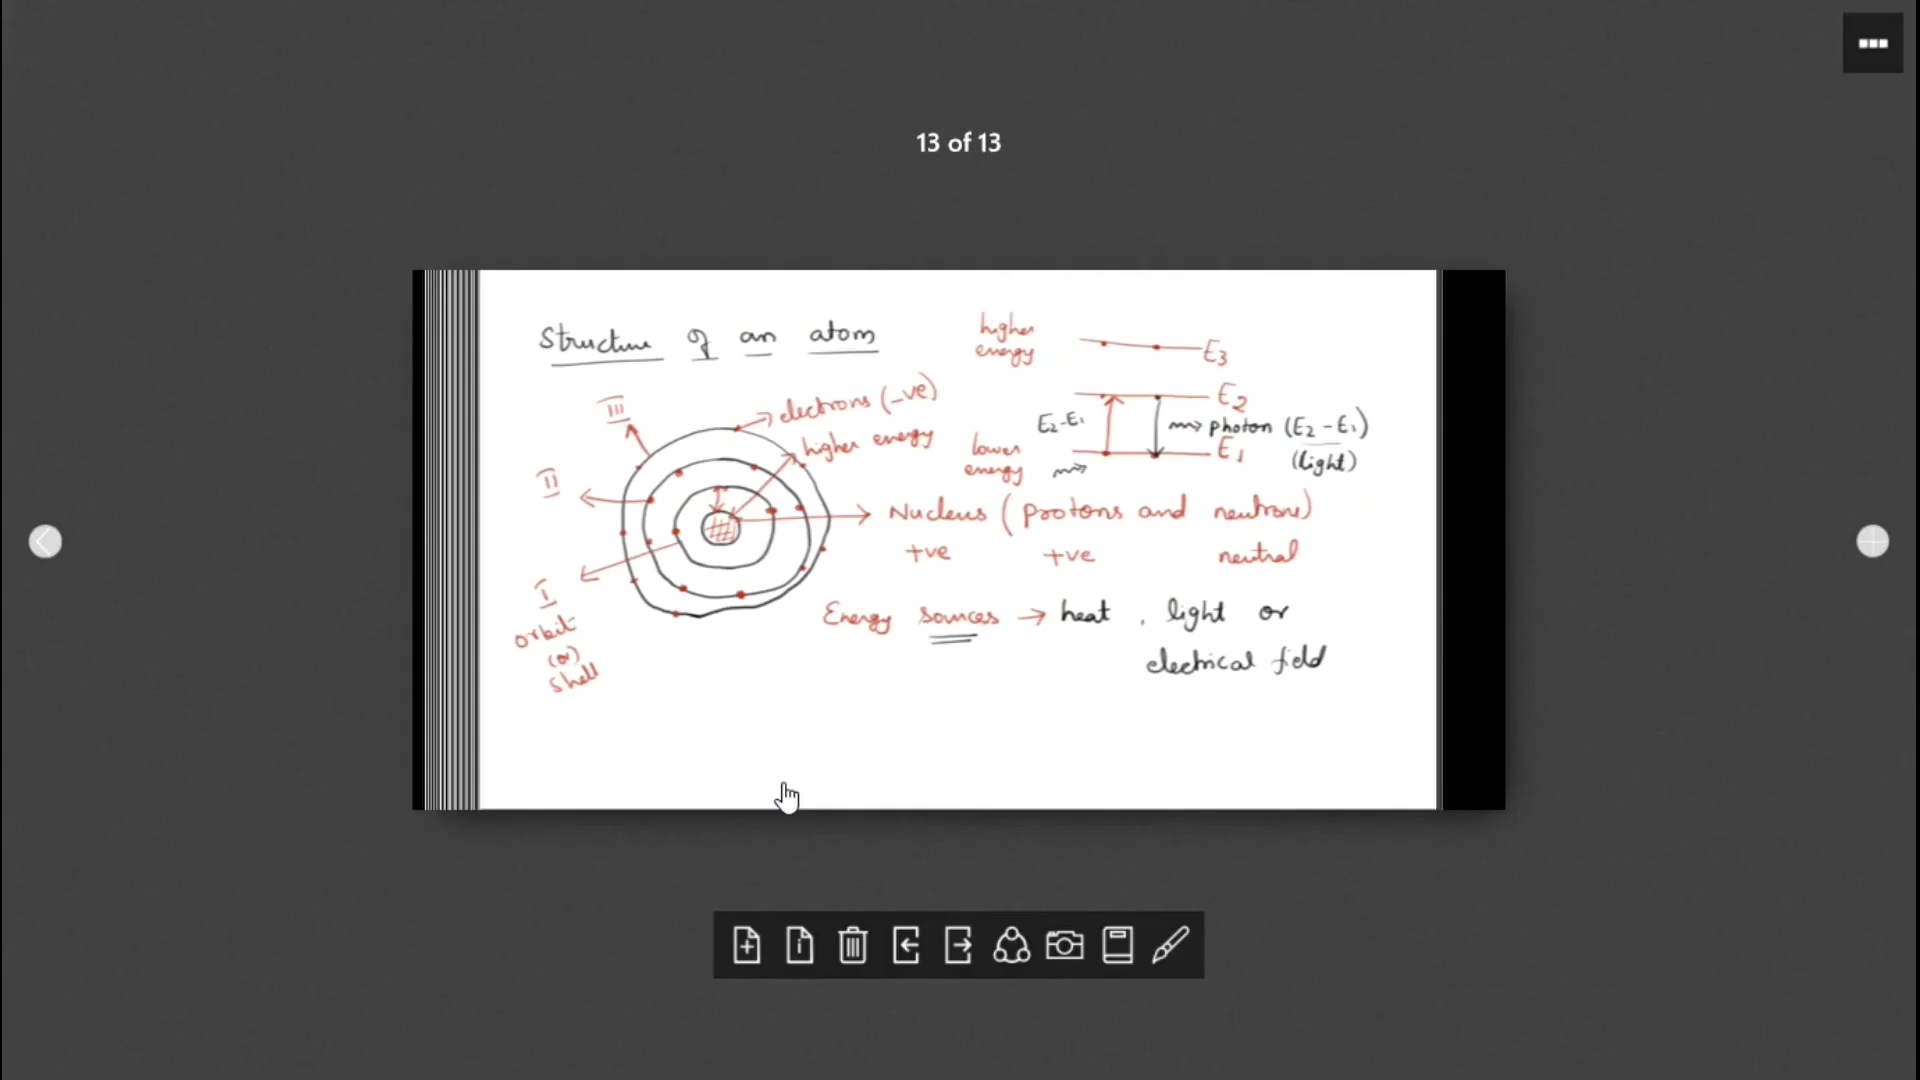 13 of 13
Structure of an atom
higher
energy
E3
III
electrons (-ve)
E2
E2-E1
photon (E2-E1)
higher energy
lower
energy
E1
(light)
II
Nucleus (protons and neutrons)
+ve +ve neutral
I
orbit
(or)
shell
Energy sources → heat, light or
electrical field